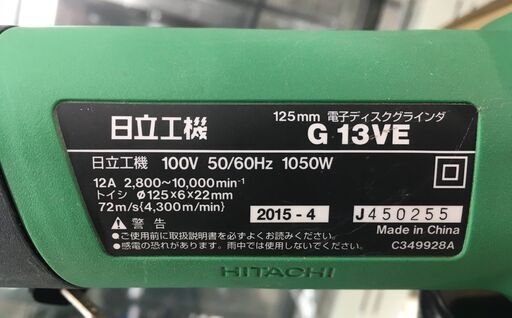 125mm 電子ディスクグラインダ
日立工機 G 13VE
日立工機 100V 50/60Hz 1050W
12A 2,800~10,000min-1
トイシ ø125×6×22mm
72m/s{4,300m/min}
2015-4 J450255
⚠警告 Made in China
●ご使用前に取扱説明書を必ずよくお読みください。
●感電の恐れがあります。雨中では使用しないでください。 C349928A
HITACHI